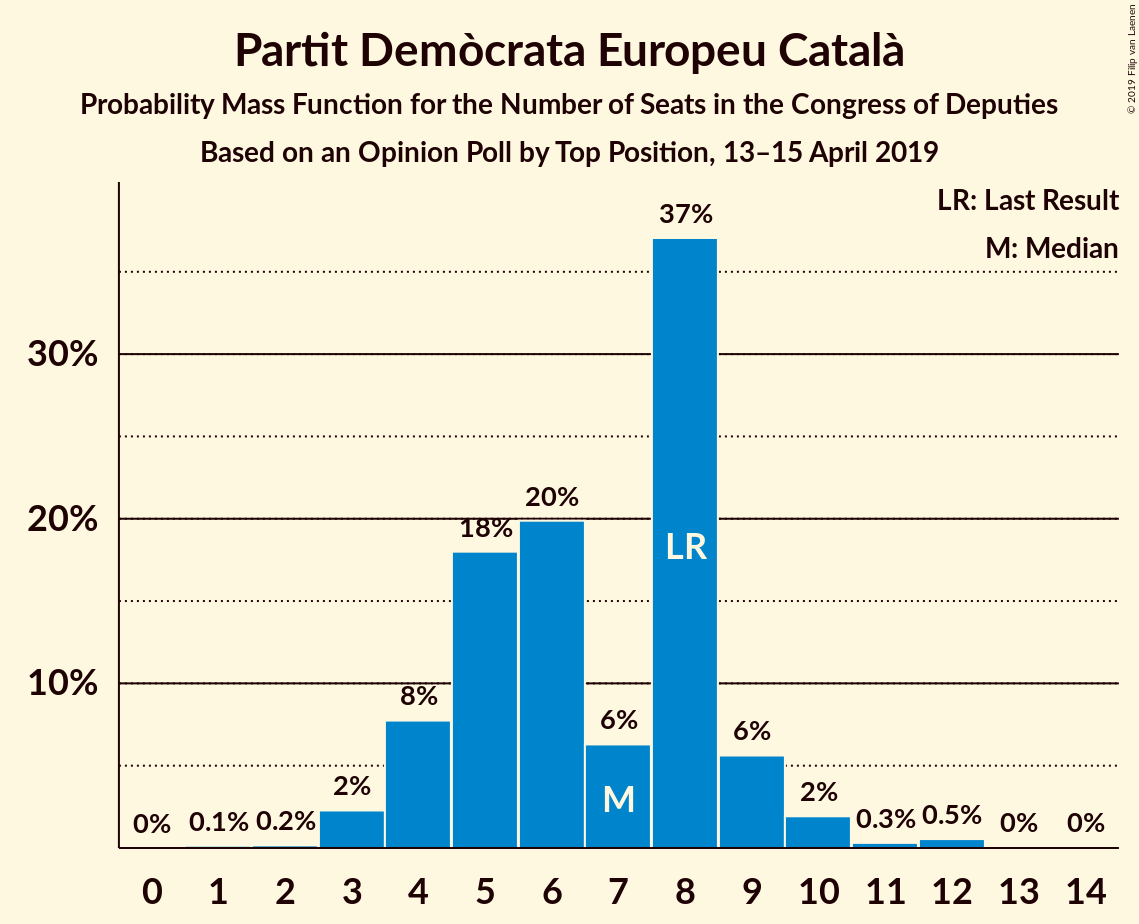 Partit Demòcrata Europeu Català
Probability Mass Function for the Number of Seats in the Congress of Deputies
Based on an Opinion Poll by Top Position, 13–15 April 2019
© 2019 Filip van Laenen
LR: Last Result
M: Median
30%
20%
10%
0%
0.1%
0.2%
2%
8%
18%
20%
6%
M
37%
LR
6%
2%
0.3%
0.5%
0%
0%
0 1 2 3 4 5 6 7 8 9 10 11 12 13 14